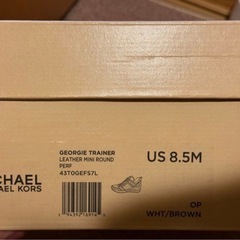 GEORGIE TRAINER
LEATHER MINI ROUND
PERF
43T0GEFS7L
US 8.5M
CHAEL
AEL KORS
OP
WHT/BROWN